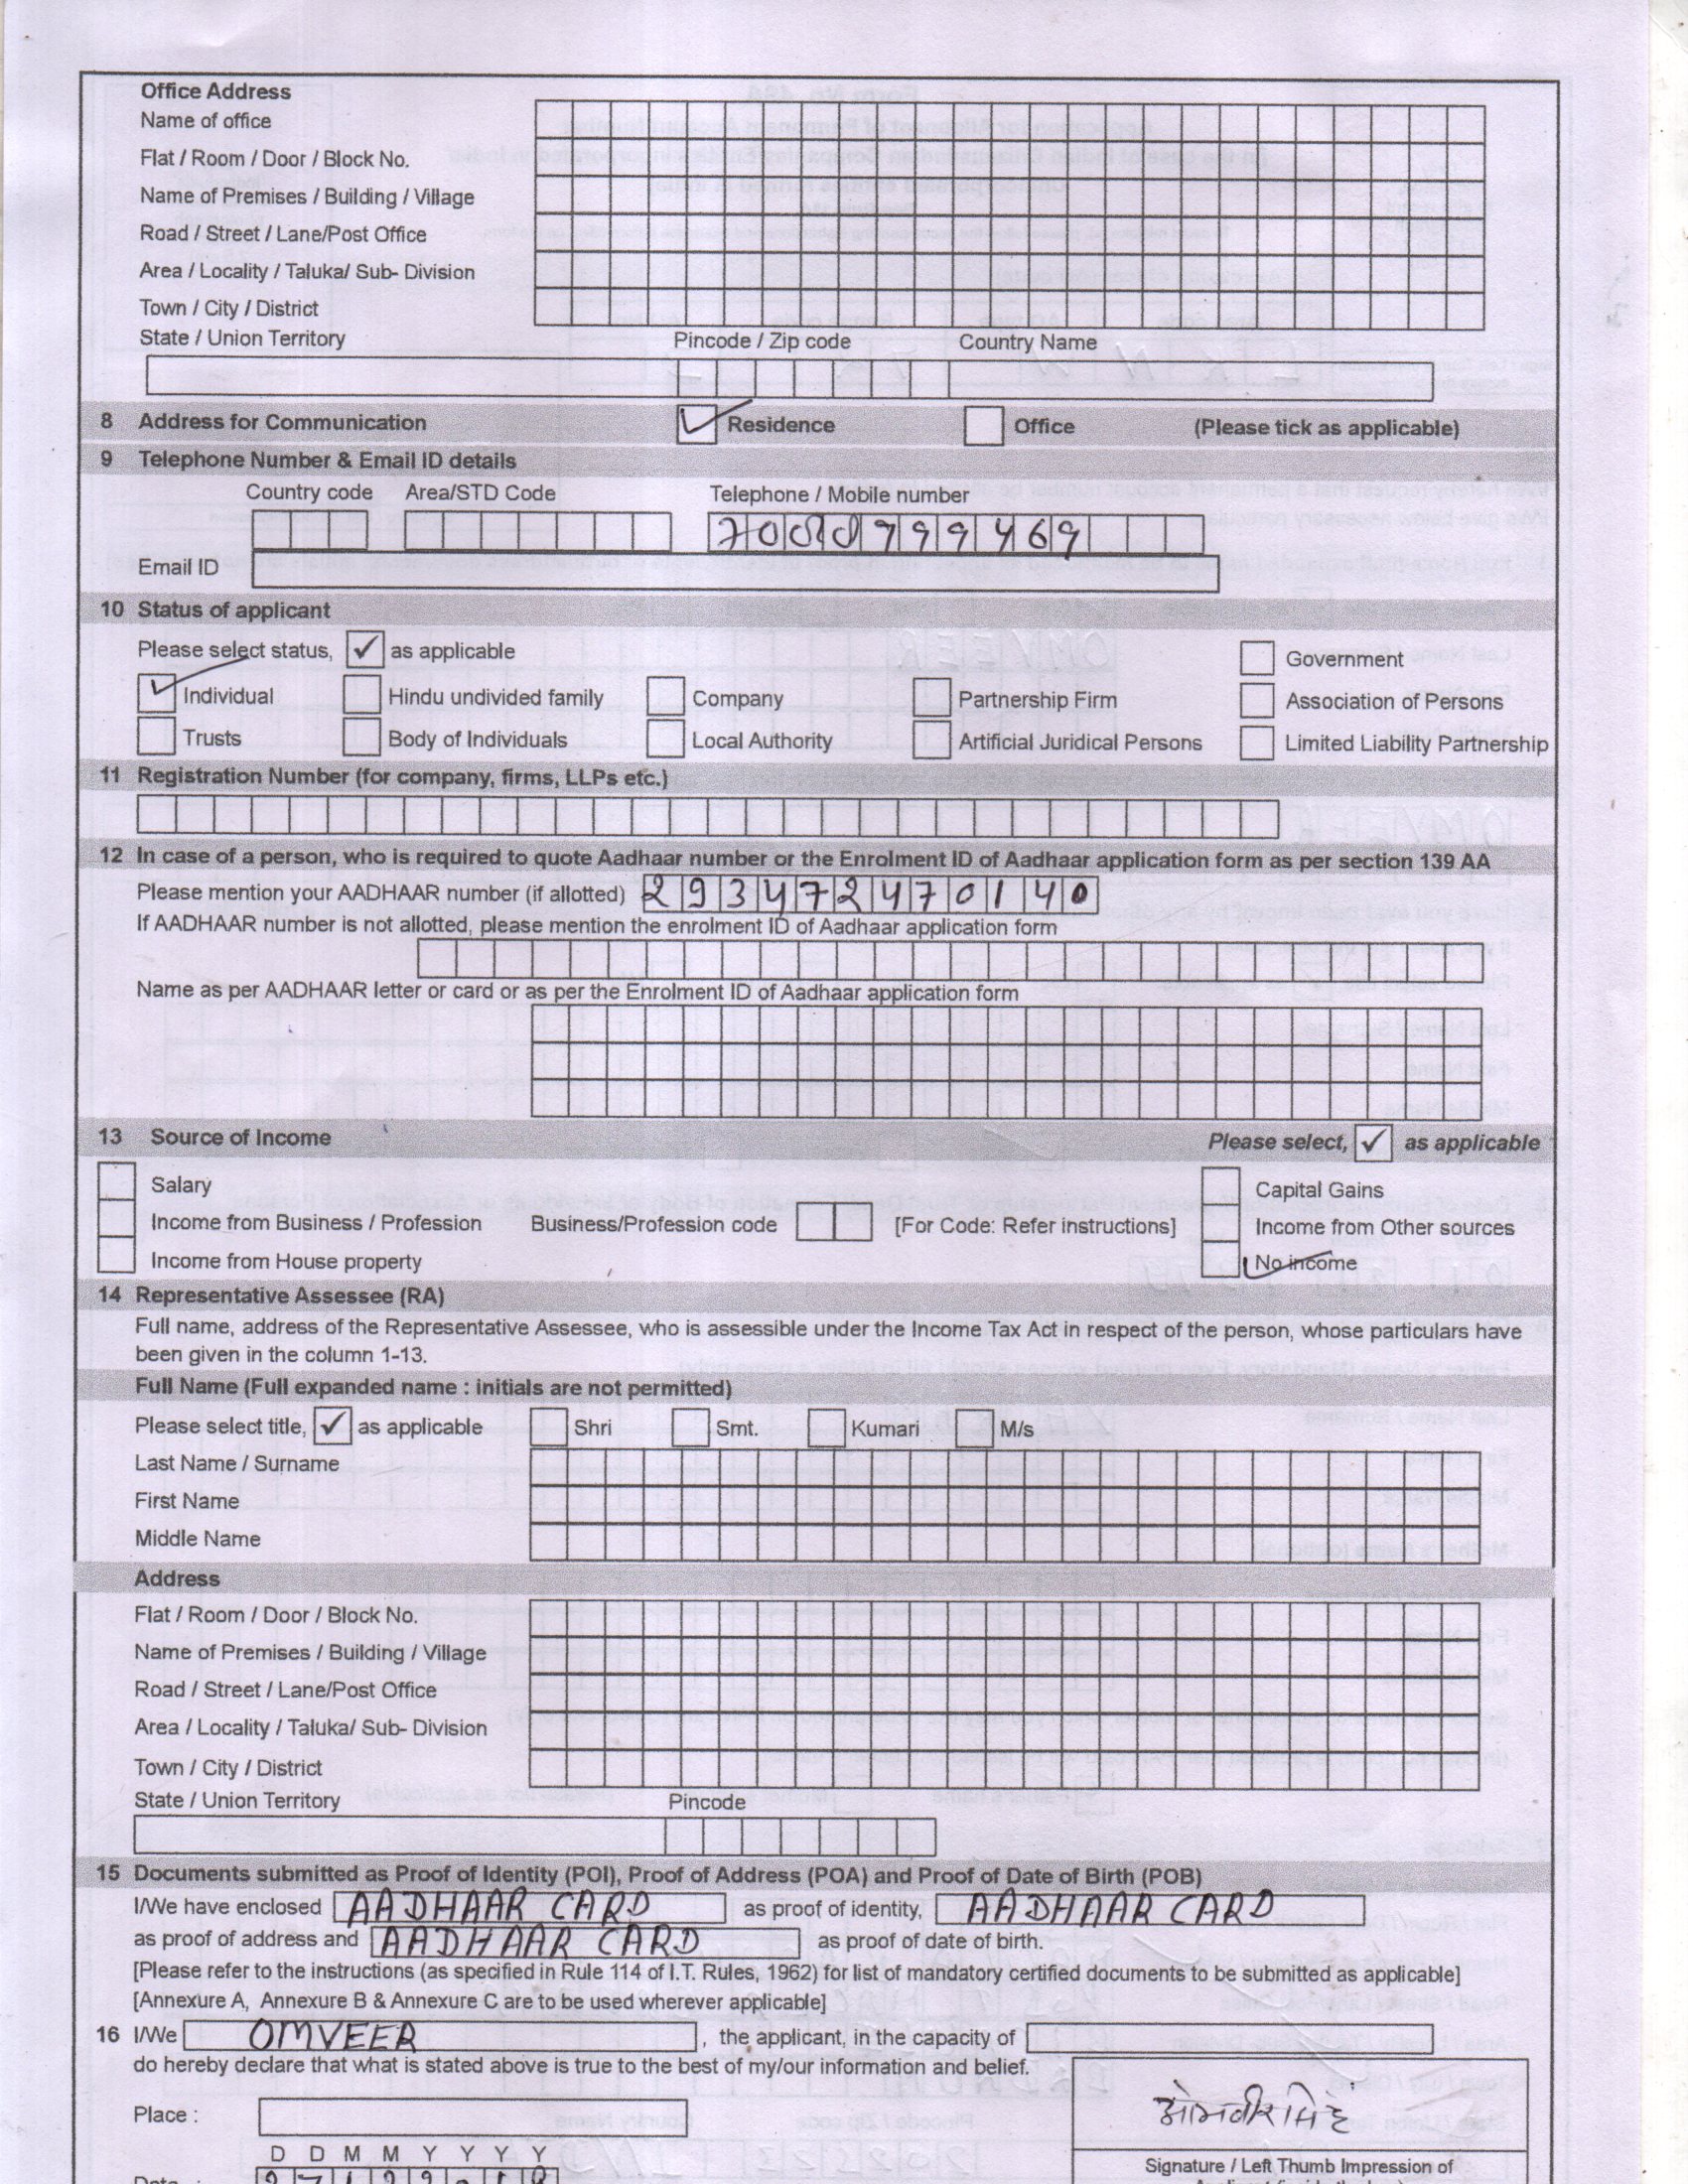 Office Address
Name of office
Flat / Room / Door / Block No.
Name of Premises / Building / Village
Road / Street / Lane/Post Office
Area / Locality / Taluka/ Sub- Division
Town / City / District
State / Union Territory Pincode / Zip code Country Name
8 Address for Communication Residence Office (Please tick as applicable)
9 Telephone Number & Email ID details
Country code Area/STD Code Telephone / Mobile number
7000999469
Email ID
10 Status of applicant
Please select status, ✓ as applicable Government
Individual Hindu undivided family Company Partnership Firm Association of Persons
Trusts Body of Individuals Local Authority Artificial Juridical Persons Limited Liability Partnership
11 Registration Number (for company, firms, LLPs etc.)
12 In case of a person, who is required to quote Aadhaar number or the Enrolment ID of Aadhaar application form as per section 139 AA
Please mention your AADHAAR number (if allotted) 293472470140
If AADHAAR number is not allotted, please mention the enrolment ID of Aadhaar application form
Name as per AADHAAR letter or card or as per the Enrolment ID of Aadhaar application form
13 Source of Income Please select, ✓ as applicable
Salary Capital Gains
Income from Business / Profession Business/Profession code [For Code: Refer instructions] Income from Other sources
Income from House property No income
14 Representative Assessee (RA)
Full name, address of the Representative Assessee, who is assessible under the Income Tax Act in respect of the person, whose particulars have
been given in the column 1-13.
Full Name (Full expanded name : initials are not permitted)
Please select title, ✓ as applicable Shri Smt. Kumari M/s
Last Name / Surname
First Name
Middle Name
Address
Flat / Room / Door / Block No.
Name of Premises / Building / Village
Road / Street / Lane/Post Office
Area / Locality / Taluka/ Sub- Division
Town / City / District
State / Union Territory Pincode
15 Documents submitted as Proof of Identity (POI), Proof of Address (POA) and Proof of Date of Birth (POB)
I/We have enclosed AADHAAR CARD as proof of identity, AADHAAR CARD
as proof of address and AADHAAR CARD as proof of date of birth.
[Please refer to the instructions (as specified in Rule 114 of I.T. Rules, 1962) for list of mandatory certified documents to be submitted as applicable]
[Annexure A, Annexure B & Annexure C are to be used wherever applicable]
16 I/We OMVEER , the applicant, in the capacity of
do hereby declare that what is stated above is true to the best of my/our information and belief.
ओमवीर सिंह
Place :
D D M M Y Y Y Y
Signature / Left Thumb Impression of
Date : 27122018